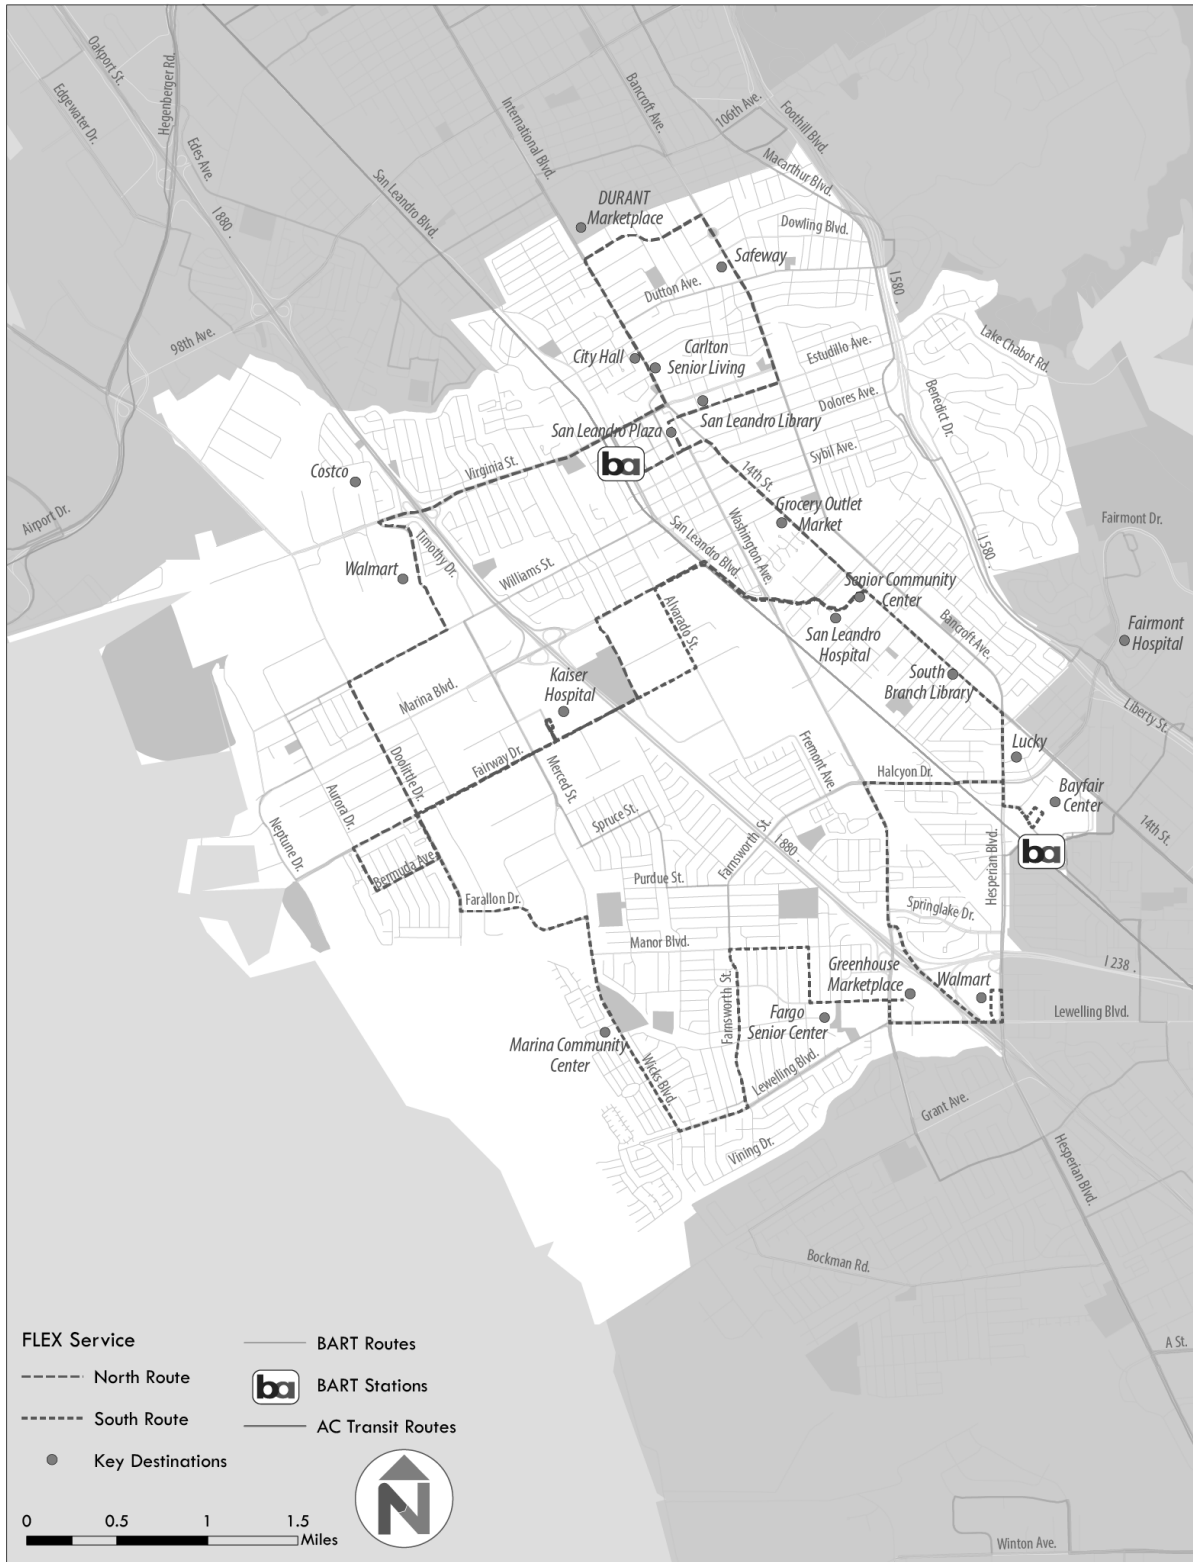 Oakport St.
Hegenberger Rd.
Edgewater Dr.
Edes Ave.
I 880
San Leandro Blvd.
International Blvd.
Bancroft Ave.
106th Ave.
Foothill Blvd.
Macarthur Blvd.
DURANT
Marketplace
Dowling Blvd.
Safeway
Dutton Ave.
I 580
98th Ave.
City Hall
Carlton
Senior Living
Estudillo Ave.
Lake Chabot Rd.
Benedict Dr.
Dolores Ave.
San Leandro Library
San Leandro Plaza
Sybil Ave.
ba
Costco
Virginia St.
14th St.
Grocery Outlet
Market
Airport Dr.
Timothy Dr.
San Leandro Blvd.
Washington Ave.
Fairmont Dr.
I 580
Walmart
Williams St.
Senior Community
Center
Alvarado St.
San Leandro
Hospital
Bancroft Ave.
Fairmont
Hospital
Kaiser
Hospital
South
Branch Library
Marina Blvd.
Liberty St.
Lucky
Fremont Ave.
Doolittle Dr.
Fairway Dr.
Merced St.
Halcyon Dr.
Bayfair
Center
Aurora Dr.
Neptune Dr.
Spruce St.
14th St.
Farnsworth St.
I 880
Hesperian Blvd.
ba
Bermuda Ave.
Purdue St.
Farallon Dr.
Springlake Dr.
Manor Blvd.
I 238
Greenhouse
Marketplace
Walmart
Farnsworth St.
Fargo
Senior Center
Lewelling Blvd.
Marina Community
Center
Wicks Blvd.
Lewelling Blvd.
Grant Ave.
Vining Dr.
Hesperian Blvd.
Bockman Rd.
A St.
Winton Ave.
FLEX Service
North Route
South Route
Key Destinations
BART Routes
ba
BART Stations
AC Transit Routes
N
0 0.5 1 1.5
Miles